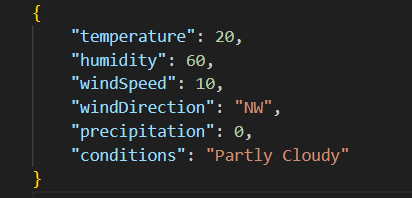 {
"temperature": 20,
"humidity": 60,
"windSpeed": 10,
"windDirection": "NW",
"precipitation": 0,
"conditions": "Partly Cloudy"
}